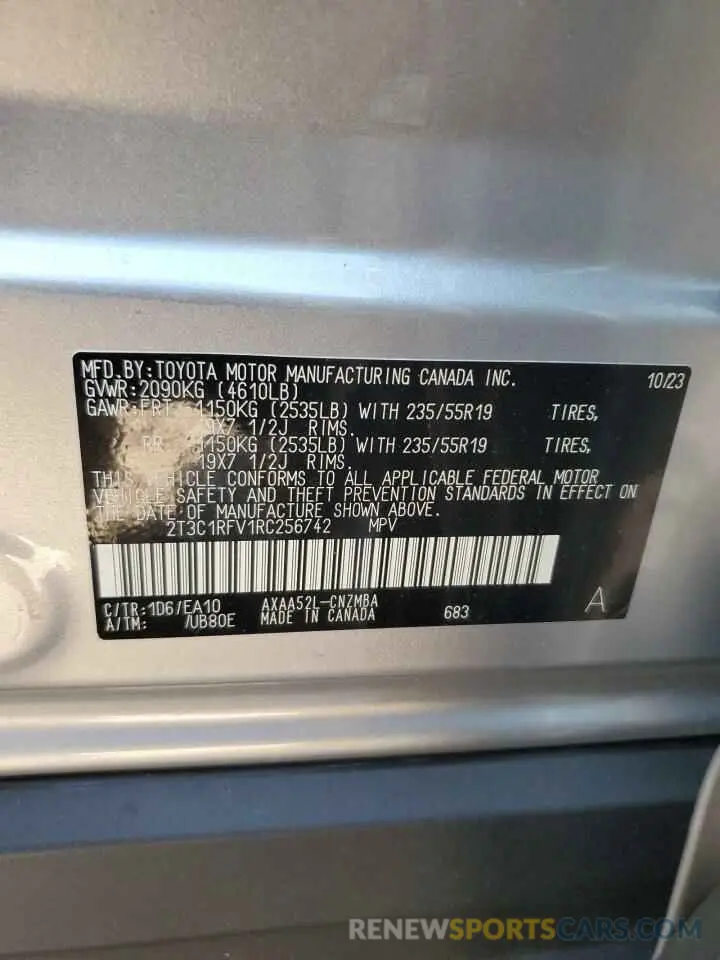 MFD.BY:TOYOTA MOTOR MANUFACTURING CANADA INC. 10/23
GVWR:2090KG (4610LB)
GAWR:FRT 1150KG (2535LB) WITH 235/55R19 TIRES,
19X7 1/2J RIMS.
RR 1150KG (2535LB) WITH 235/55R19 TIRES,
19X7 1/2J RIMS.
THIS VEHICLE CONFORMS TO ALL APPLICABLE FEDERAL MOTOR
VEHICLE SAFETY AND THEFT PREVENTION STANDARDS IN EFFECT ON
THE DATE OF MANUFACTURE SHOWN ABOVE.
2T3C1RFV1RC256742 MPV
C/TR:1D6/EA10 AXAA52L-CNZMBA
A/TM: /UB80E MADE IN CANADA 683 A
RENEWSPORTSCARS.COM